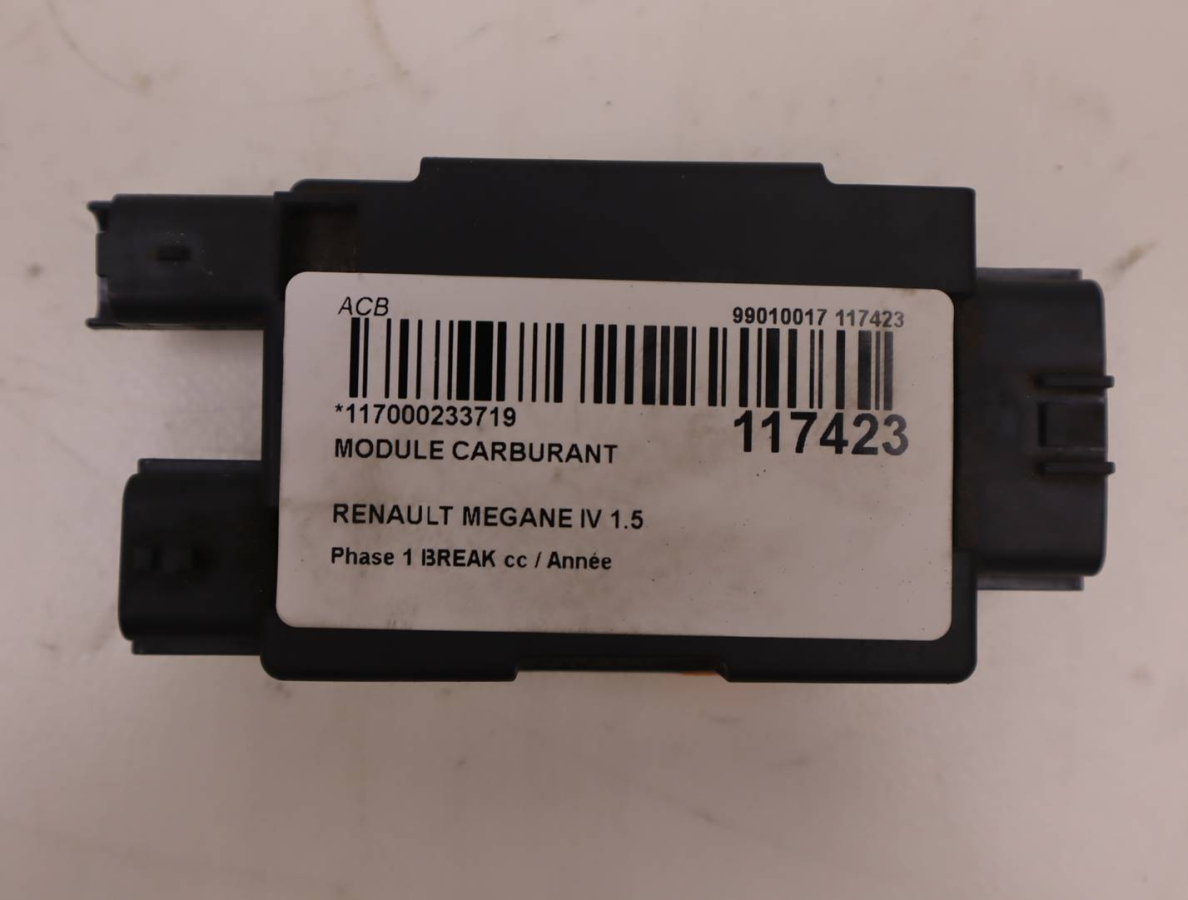 ACB
99010017 117423
*117000233719
117423
MODULE CARBURANT
RENAULT MEGANE IV 1.5
Phase 1 BREAK cc / Année